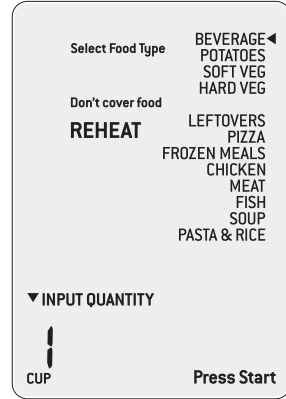 Select Food Type
BEVERAGE◀
POTATOES
SOFT VEG
HARD VEG
Don't cover food
REHEAT
LEFTOVERS
PIZZA
FROZEN MEALS
CHICKEN
MEAT
FISH
SOUP
PASTA & RICE
▼ INPUT QUANTITY
1
CUP
Press Start